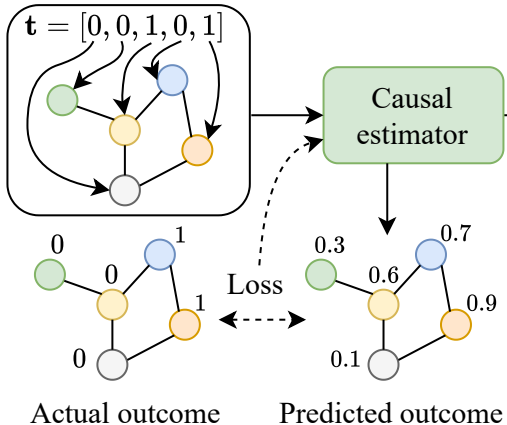 t = [0, 0, 1, 0, 1]
Causal
estimator
0
1
0
1
0
Loss
0.3
0.7
0.6
0.9
0.1
Actual outcome
Predicted outcome